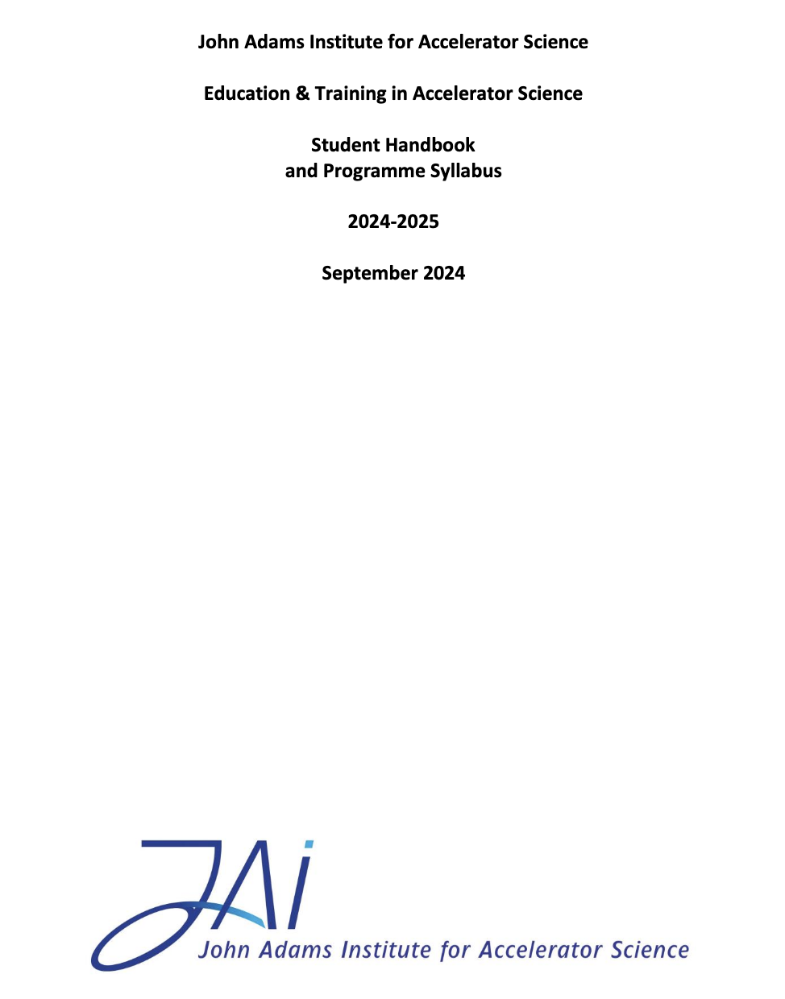 John Adams Institute for Accelerator Science
Education & Training in Accelerator Science
Student Handbook
and Programme Syllabus
2024-2025
September 2024
JAi
John Adams Institute for Accelerator Science